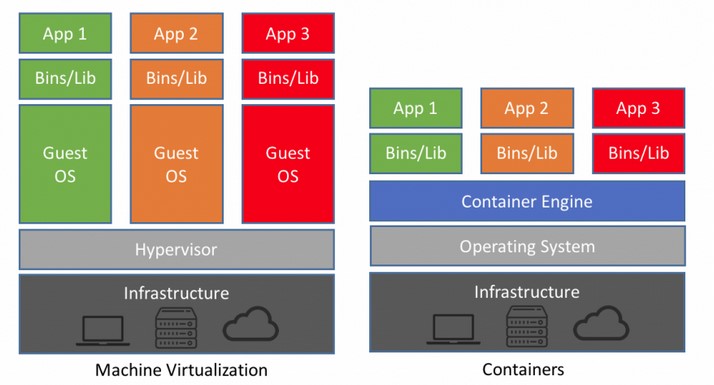 App 1
App 2
App 3
Bins/Lib
Bins/Lib
Bins/Lib
Guest
OS
Guest
OS
Guest
OS
Hypervisor
Infrastructure
Machine Virtualization
App 1
App 2
App 3
Bins/Lib
Bins/Lib
Bins/Lib
Container Engine
Operating System
Infrastructure
Containers